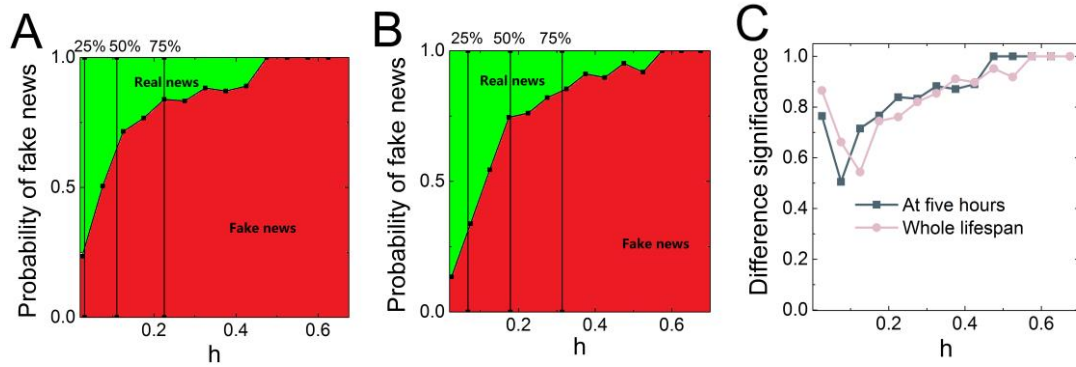 A
25% 50% 75%
1.0
0.5
0.0
Probability of fake news
Real news
Fake news
0.2 0.4 0.6
h
B
25% 50% 75%
1.0
0.5
0.0
Probability of fake news
Real news
Fake news
0.2 0.4 0.6
h
C
1.0
0.8
0.6
0.4
0.2
0.0
Difference significance
At five hours
Whole lifespan
0.2 0.4 0.6
h